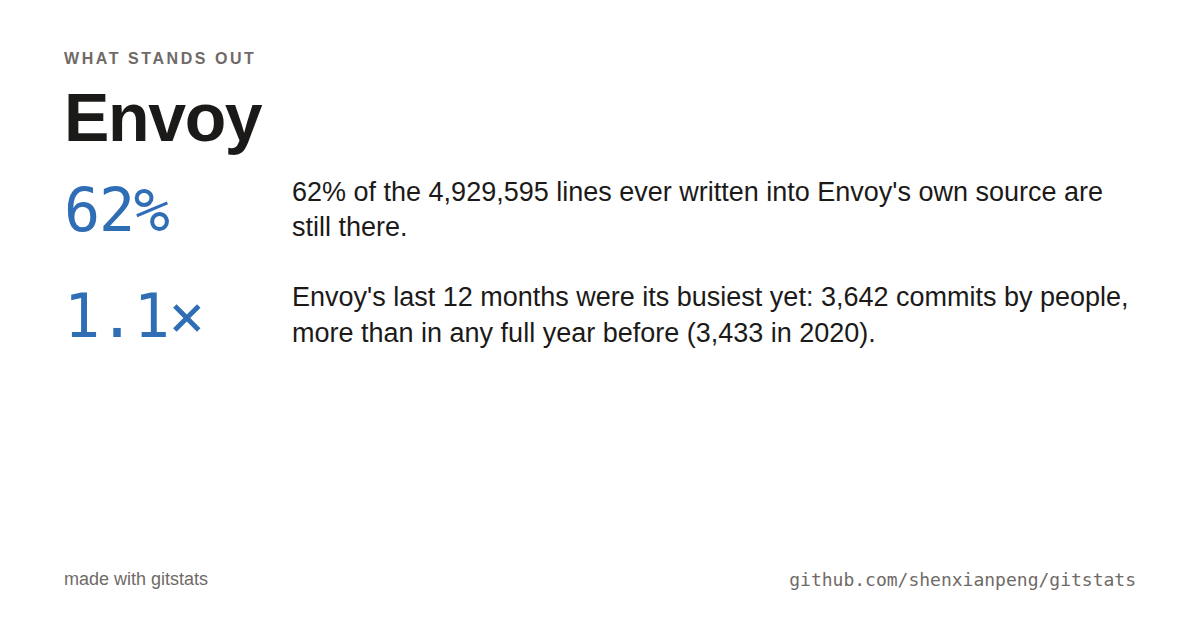 WHAT STANDS OUT
Envoy
62%
62% of the 4,929,595 lines ever written into Envoy's own source are
still there.
1.1×
Envoy's last 12 months were its busiest yet: 3,642 commits by people,
more than in any full year before (3,433 in 2020).
made with gitstats
github.com/shenxianpeng/gitstats